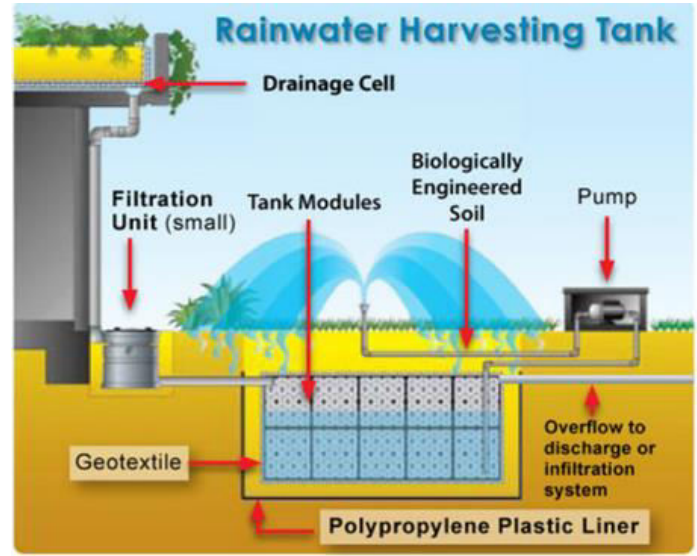 Rainwater Harvesting Tank
Drainage Cell
Biologically
Engineered
Soil
Filtration
Unit (small)
Tank Modules
Pump
Geotextile
Overflow to
discharge or
infiltration
system
Polypropylene Plastic Liner